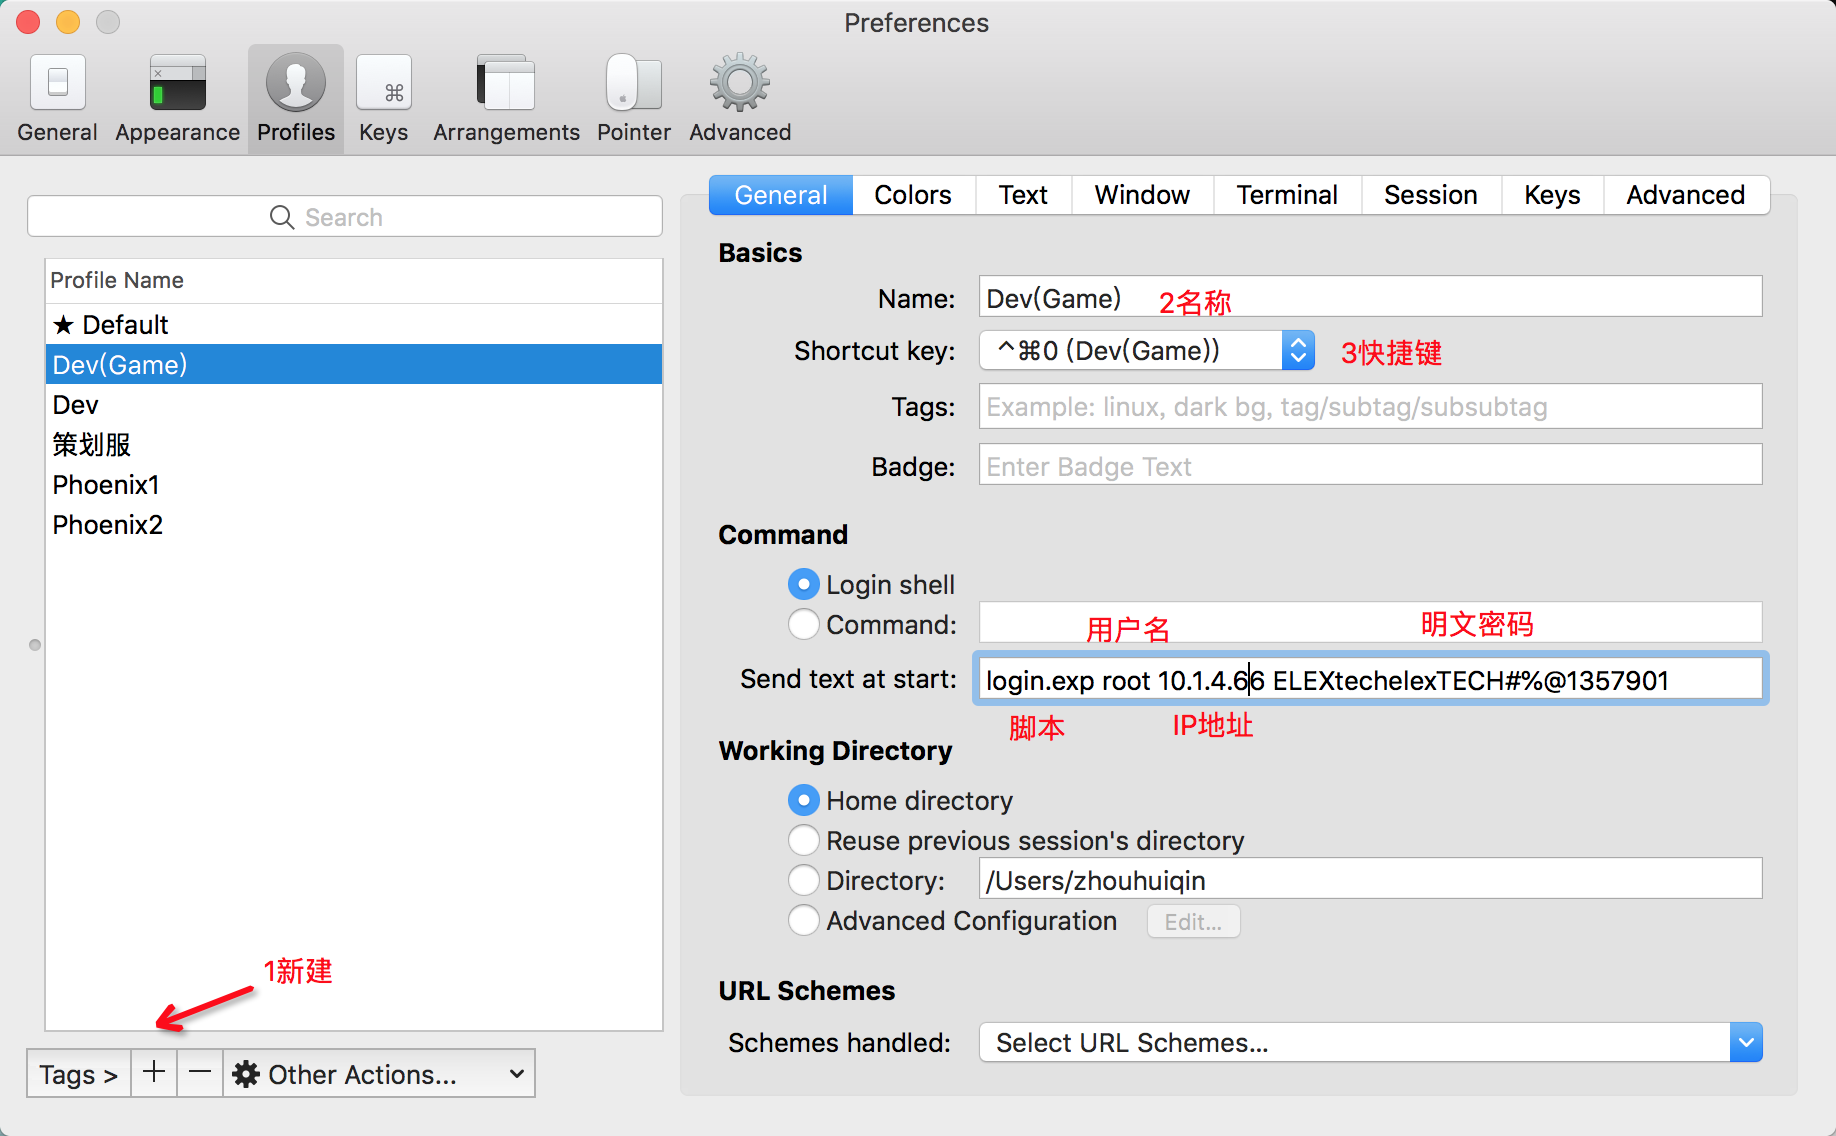 Preferences
General Appearance Profiles Keys Arrangements Pointer Advanced
Search
Profile Name
★ Default
Dev(Game)
Dev
策划服
Phoenix1
Phoenix2
1新建
Tags > + − Other Actions...
General Colors Text Window Terminal Session Keys Advanced
Basics
Name: Dev(Game) 2名称
Shortcut key: ^⌘0 (Dev(Game)) 3快捷键
Tags: Example: linux, dark bg, tag/subtag/subsubtag
Badge: Enter Badge Text
Command
Login shell
Command: 用户名 明文密码
Send text at start: login.exp root 10.1.4.66 ELEXtechelexTECH#%@1357901
脚本 IP地址
Working Directory
Home directory
Reuse previous session's directory
Directory: /Users/zhouhuiqin
Advanced Configuration Edit...
URL Schemes
Schemes handled: Select URL Schemes...